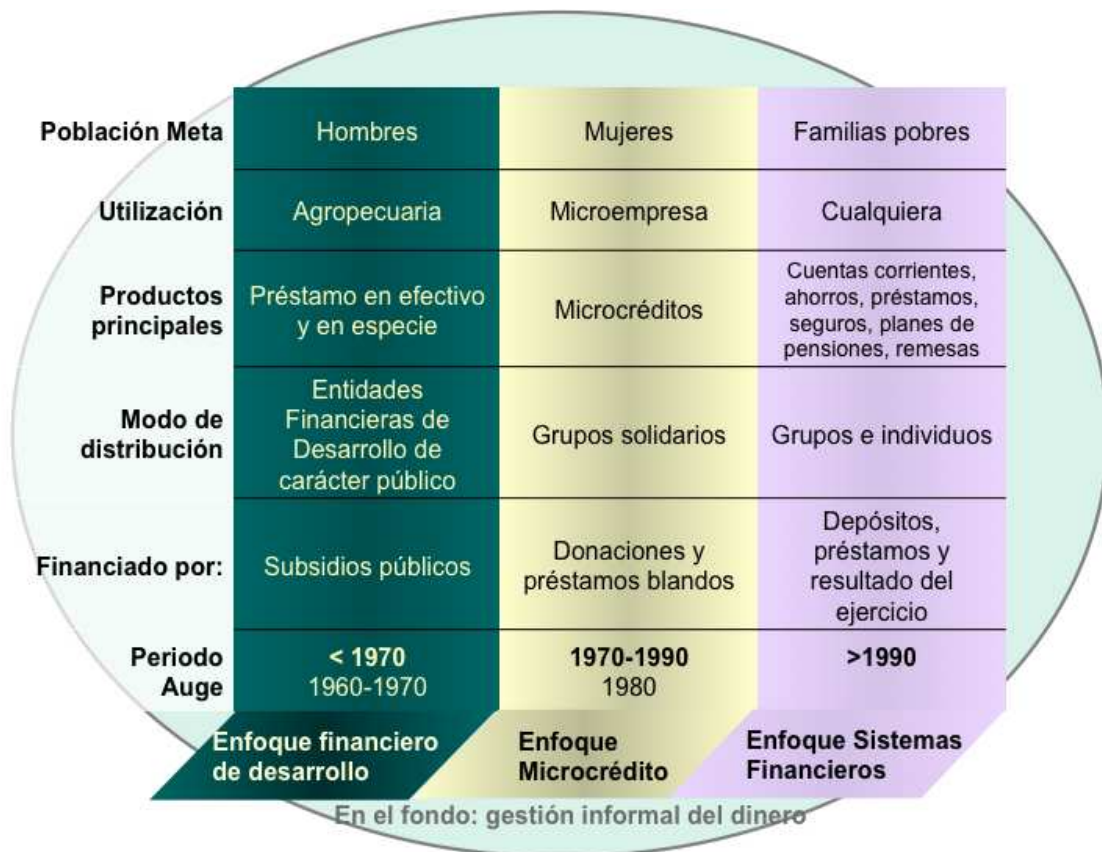 Población Meta
Hombres
Mujeres
Familias pobres
Utilización
Agropecuaria
Microempresa
Cualquiera
Productos
principales
Préstamo en efectivo
y en especie
Microcréditos
Cuentas corrientes,
ahorros, préstamos,
seguros, planes de
pensiones, remesas
Modo de
distribución
Entidades
Financieras de
Desarrollo de
carácter público
Grupos solidarios
Grupos e individuos
Financiado por:
Subsidios públicos
Donaciones y
préstamos blandos
Depósitos,
préstamos y
resultado del
ejercicio
Periodo
Auge
< 1970
1960-1970
1970-1990
1980
>1990
Enfoque financiero
de desarrollo
Enfoque
Microcrédito
Enfoque Sistemas
Financieros
En el fondo: gestión informal del dinero